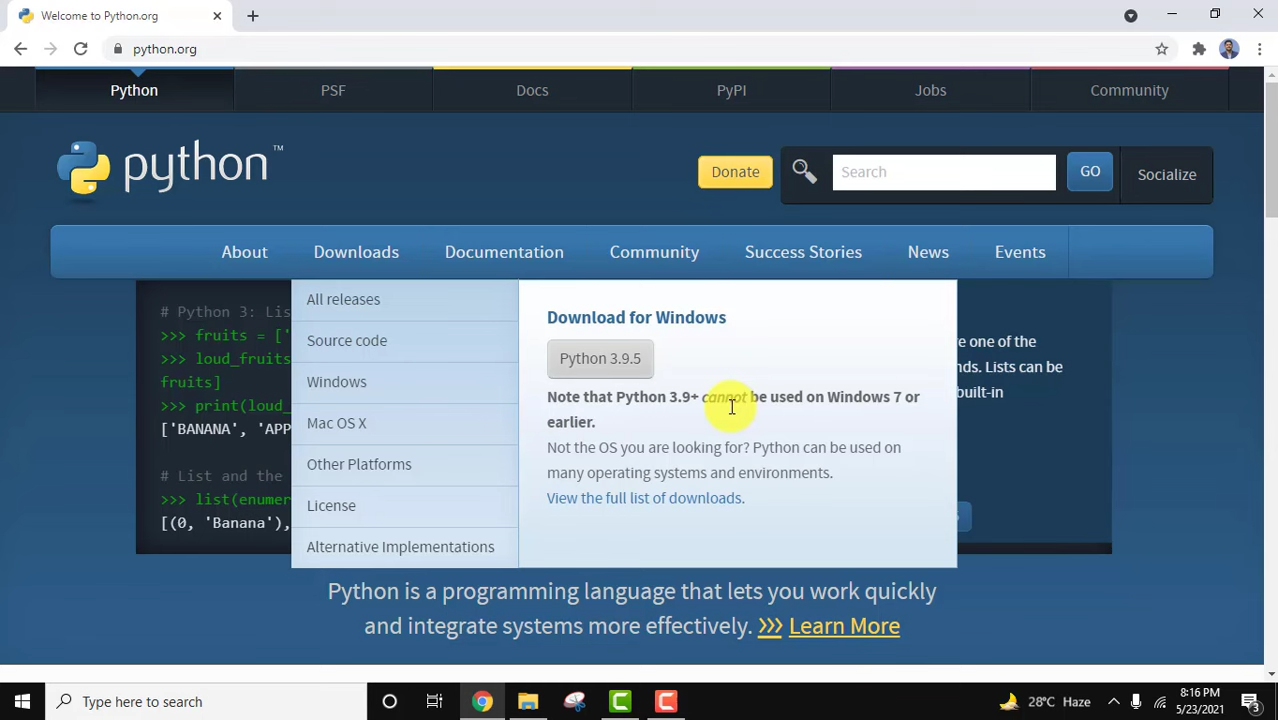 Welcome to Python.org
python.org
Python
PSF
Docs
PyPI
Jobs
Community
python™
Donate
Search
GO
Socialize
About
Downloads
Documentation
Community
Success Stories
News
Events
# Python 3: Lis
>>> fruits = ['
>>> loud_fruits
fruits]
>>> print(loud_
['BANANA', 'APP
# List and the
>>> list(enumer
[(0, 'Banana'),
All releases
Source code
Windows
Mac OS X
Other Platforms
License
Alternative Implementations
Download for Windows
Python 3.9.5
Note that Python 3.9+ cannot be used on Windows 7 or
earlier.
Not the OS you are looking for? Python can be used on
many operating systems and environments.
View the full list of downloads.
e one of the
nds. Lists can be
built-in
Python is a programming language that lets you work quickly
and integrate systems more effectively. >>> Learn More
Type here to search
28°C Haze
8:16 PM
5/23/2021
3